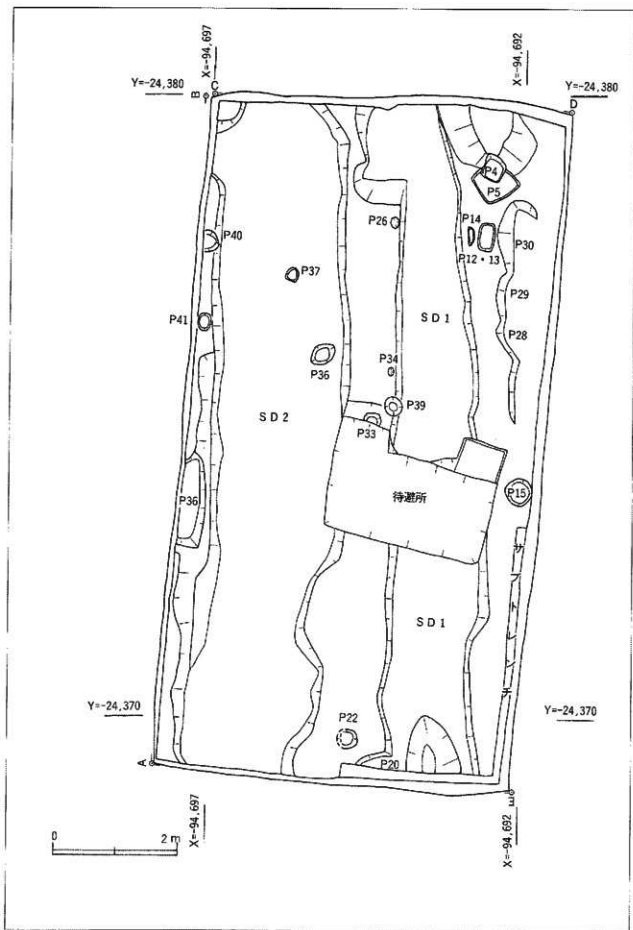 X=-94,697
X=-94,692
Y=-24,380
B
C
Y=-24,380
D
P4
P5
P26
P14
P40
P30
P12・13
P37
P29
P41
SD1
P28
P36
P34
P39
SD2
P33
P36
待避所
P15
サブトレンチ
SD1
Y=-24,370
Y=-24,370
P22
P20
A
E
0
2m
X=-94,697
X=-94,692